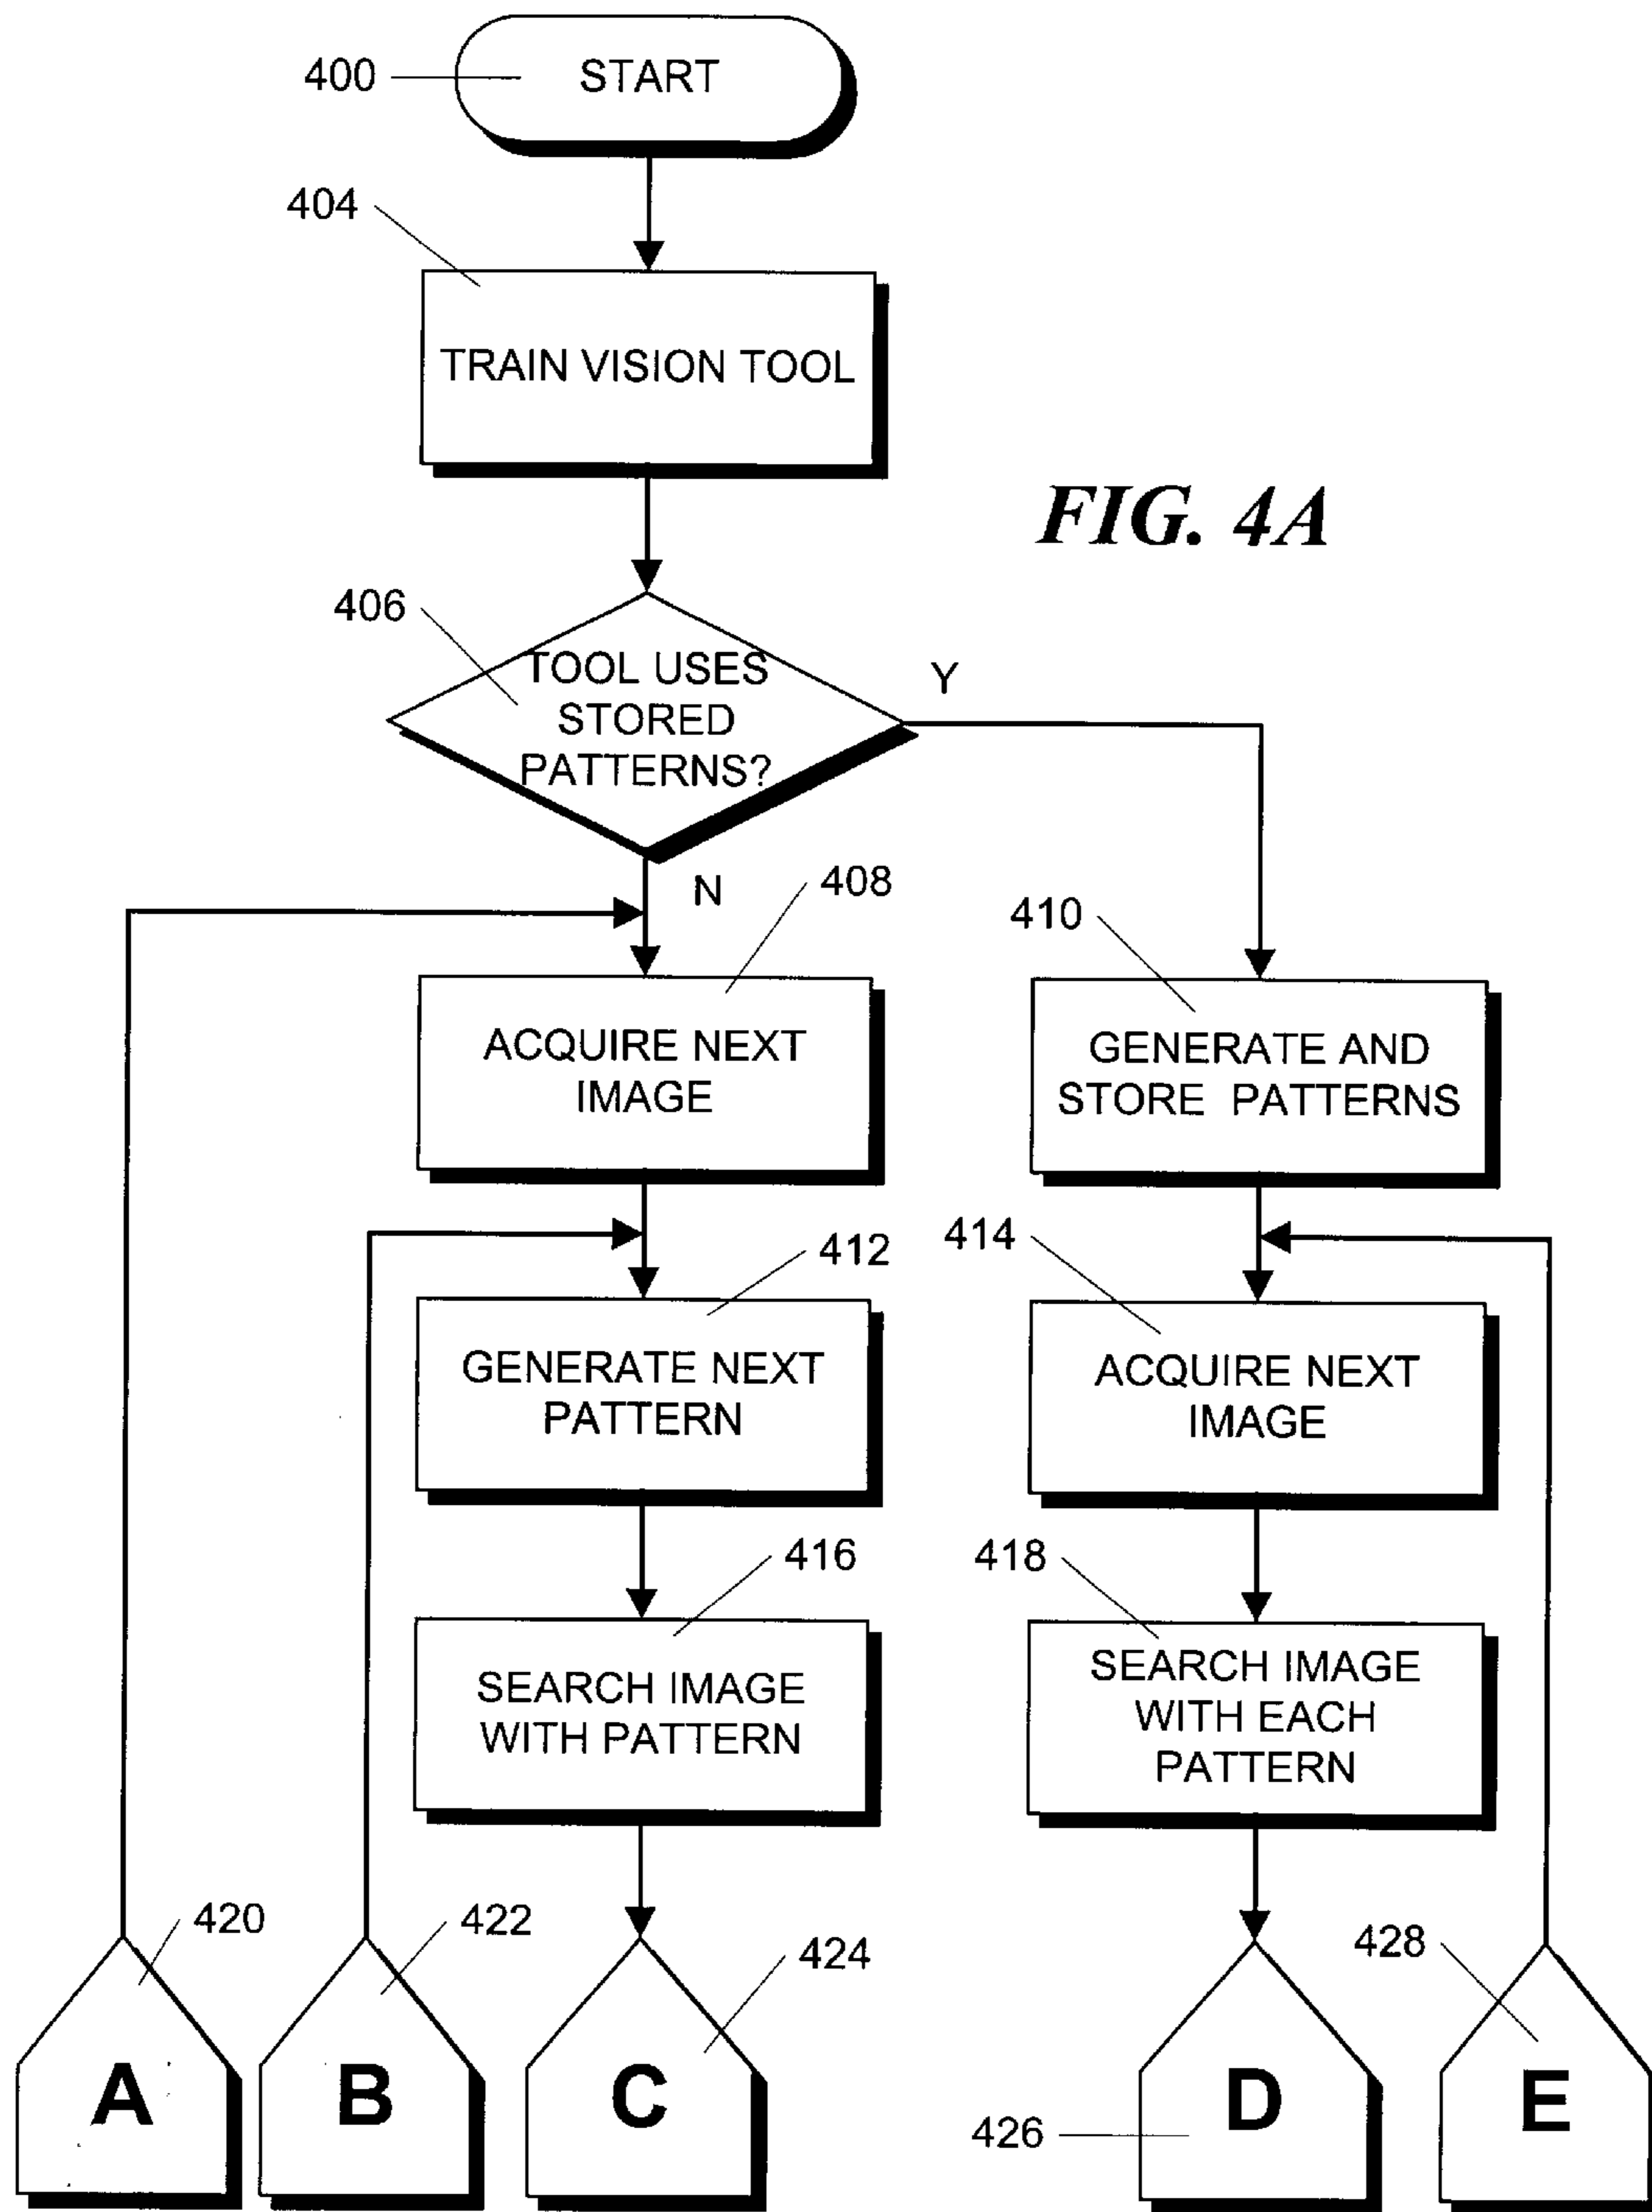 400
START
404
TRAIN VISION TOOL
FIG. 4A
406
TOOL USES
STORED
PATTERNS?
Y
N
408
410
ACQUIRE NEXT
IMAGE
GENERATE AND
STORE PATTERNS
412
414
GENERATE NEXT
PATTERN
ACQUIRE NEXT
IMAGE
416
418
SEARCH IMAGE
WITH PATTERN
SEARCH IMAGE
WITH EACH
PATTERN
420
422
424
428
A
B
C
D
E
426